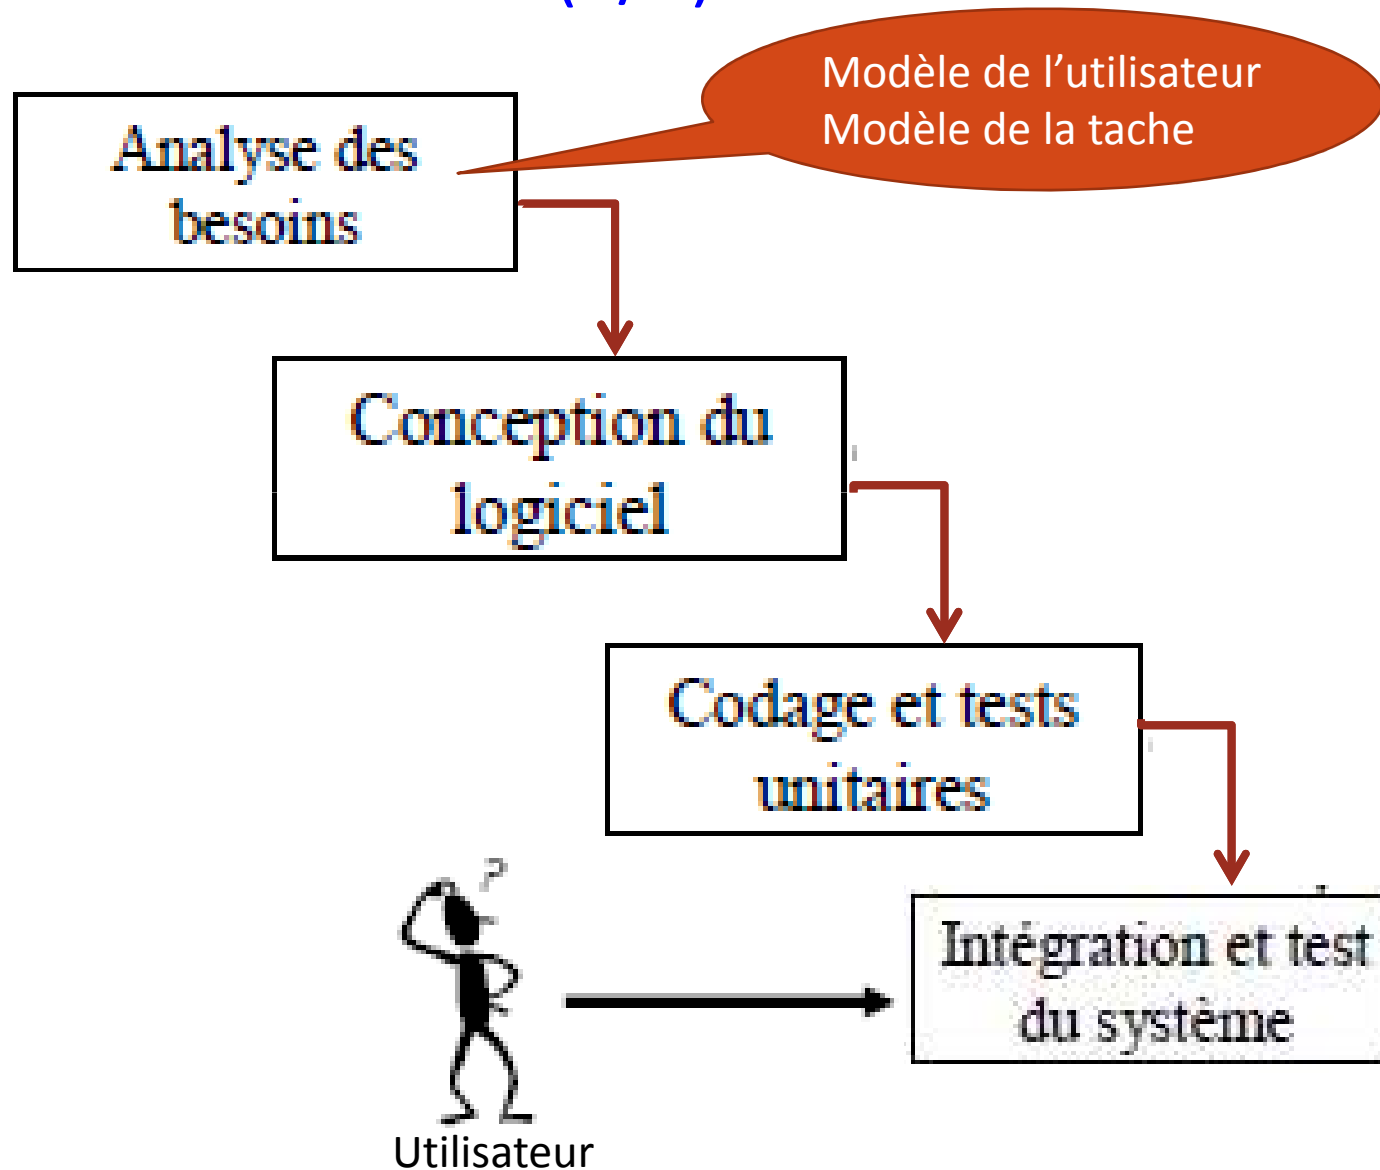 Modèle de l’utilisateur
Modèle de la tache
Analyse des
besoins
Conception du
logiciel
Codage et tests
unitaires
?
Intégration et test
du système
Utilisateur